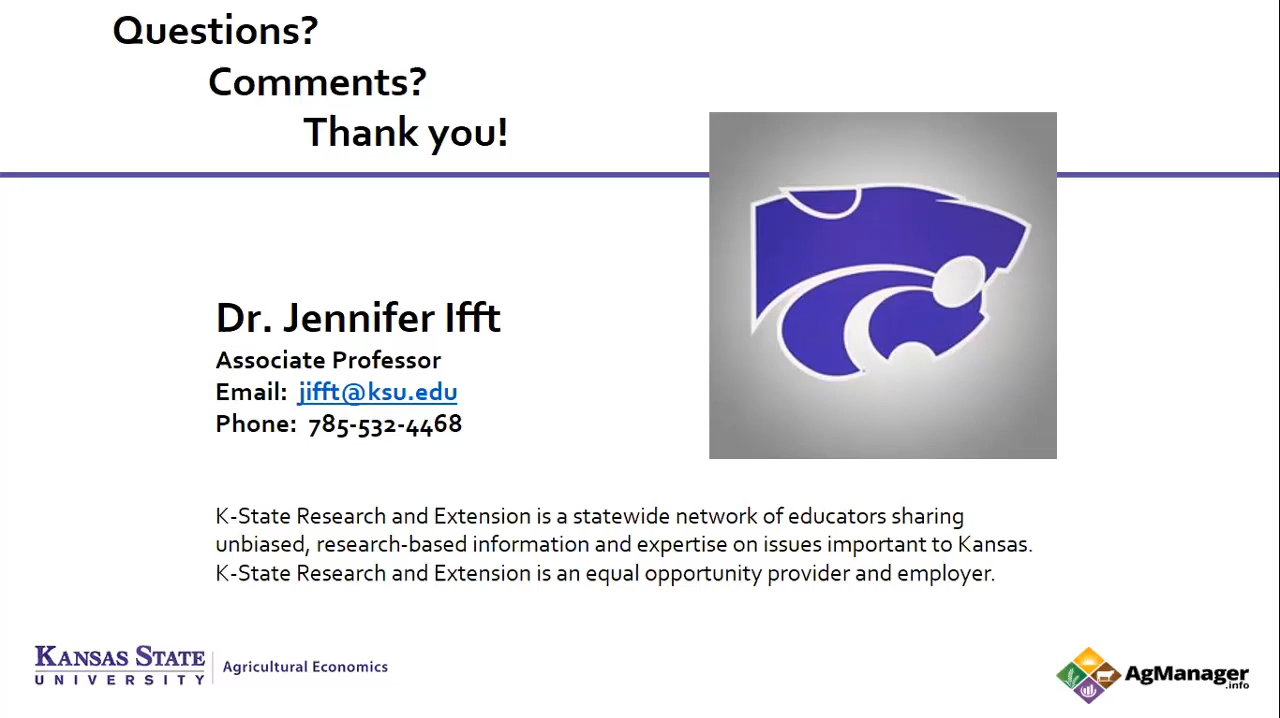 Questions?
Comments?
Thank you!
Dr. Jennifer Ifft
Associate Professor
Email: jifft@ksu.edu
Phone: 785-532-4468
K-State Research and Extension is a statewide network of educators sharing
unbiased, research-based information and expertise on issues important to Kansas.
K-State Research and Extension is an equal opportunity provider and employer.
KANSAS STATE
UNIVERSITY
Agricultural Economics
AgManager
.info